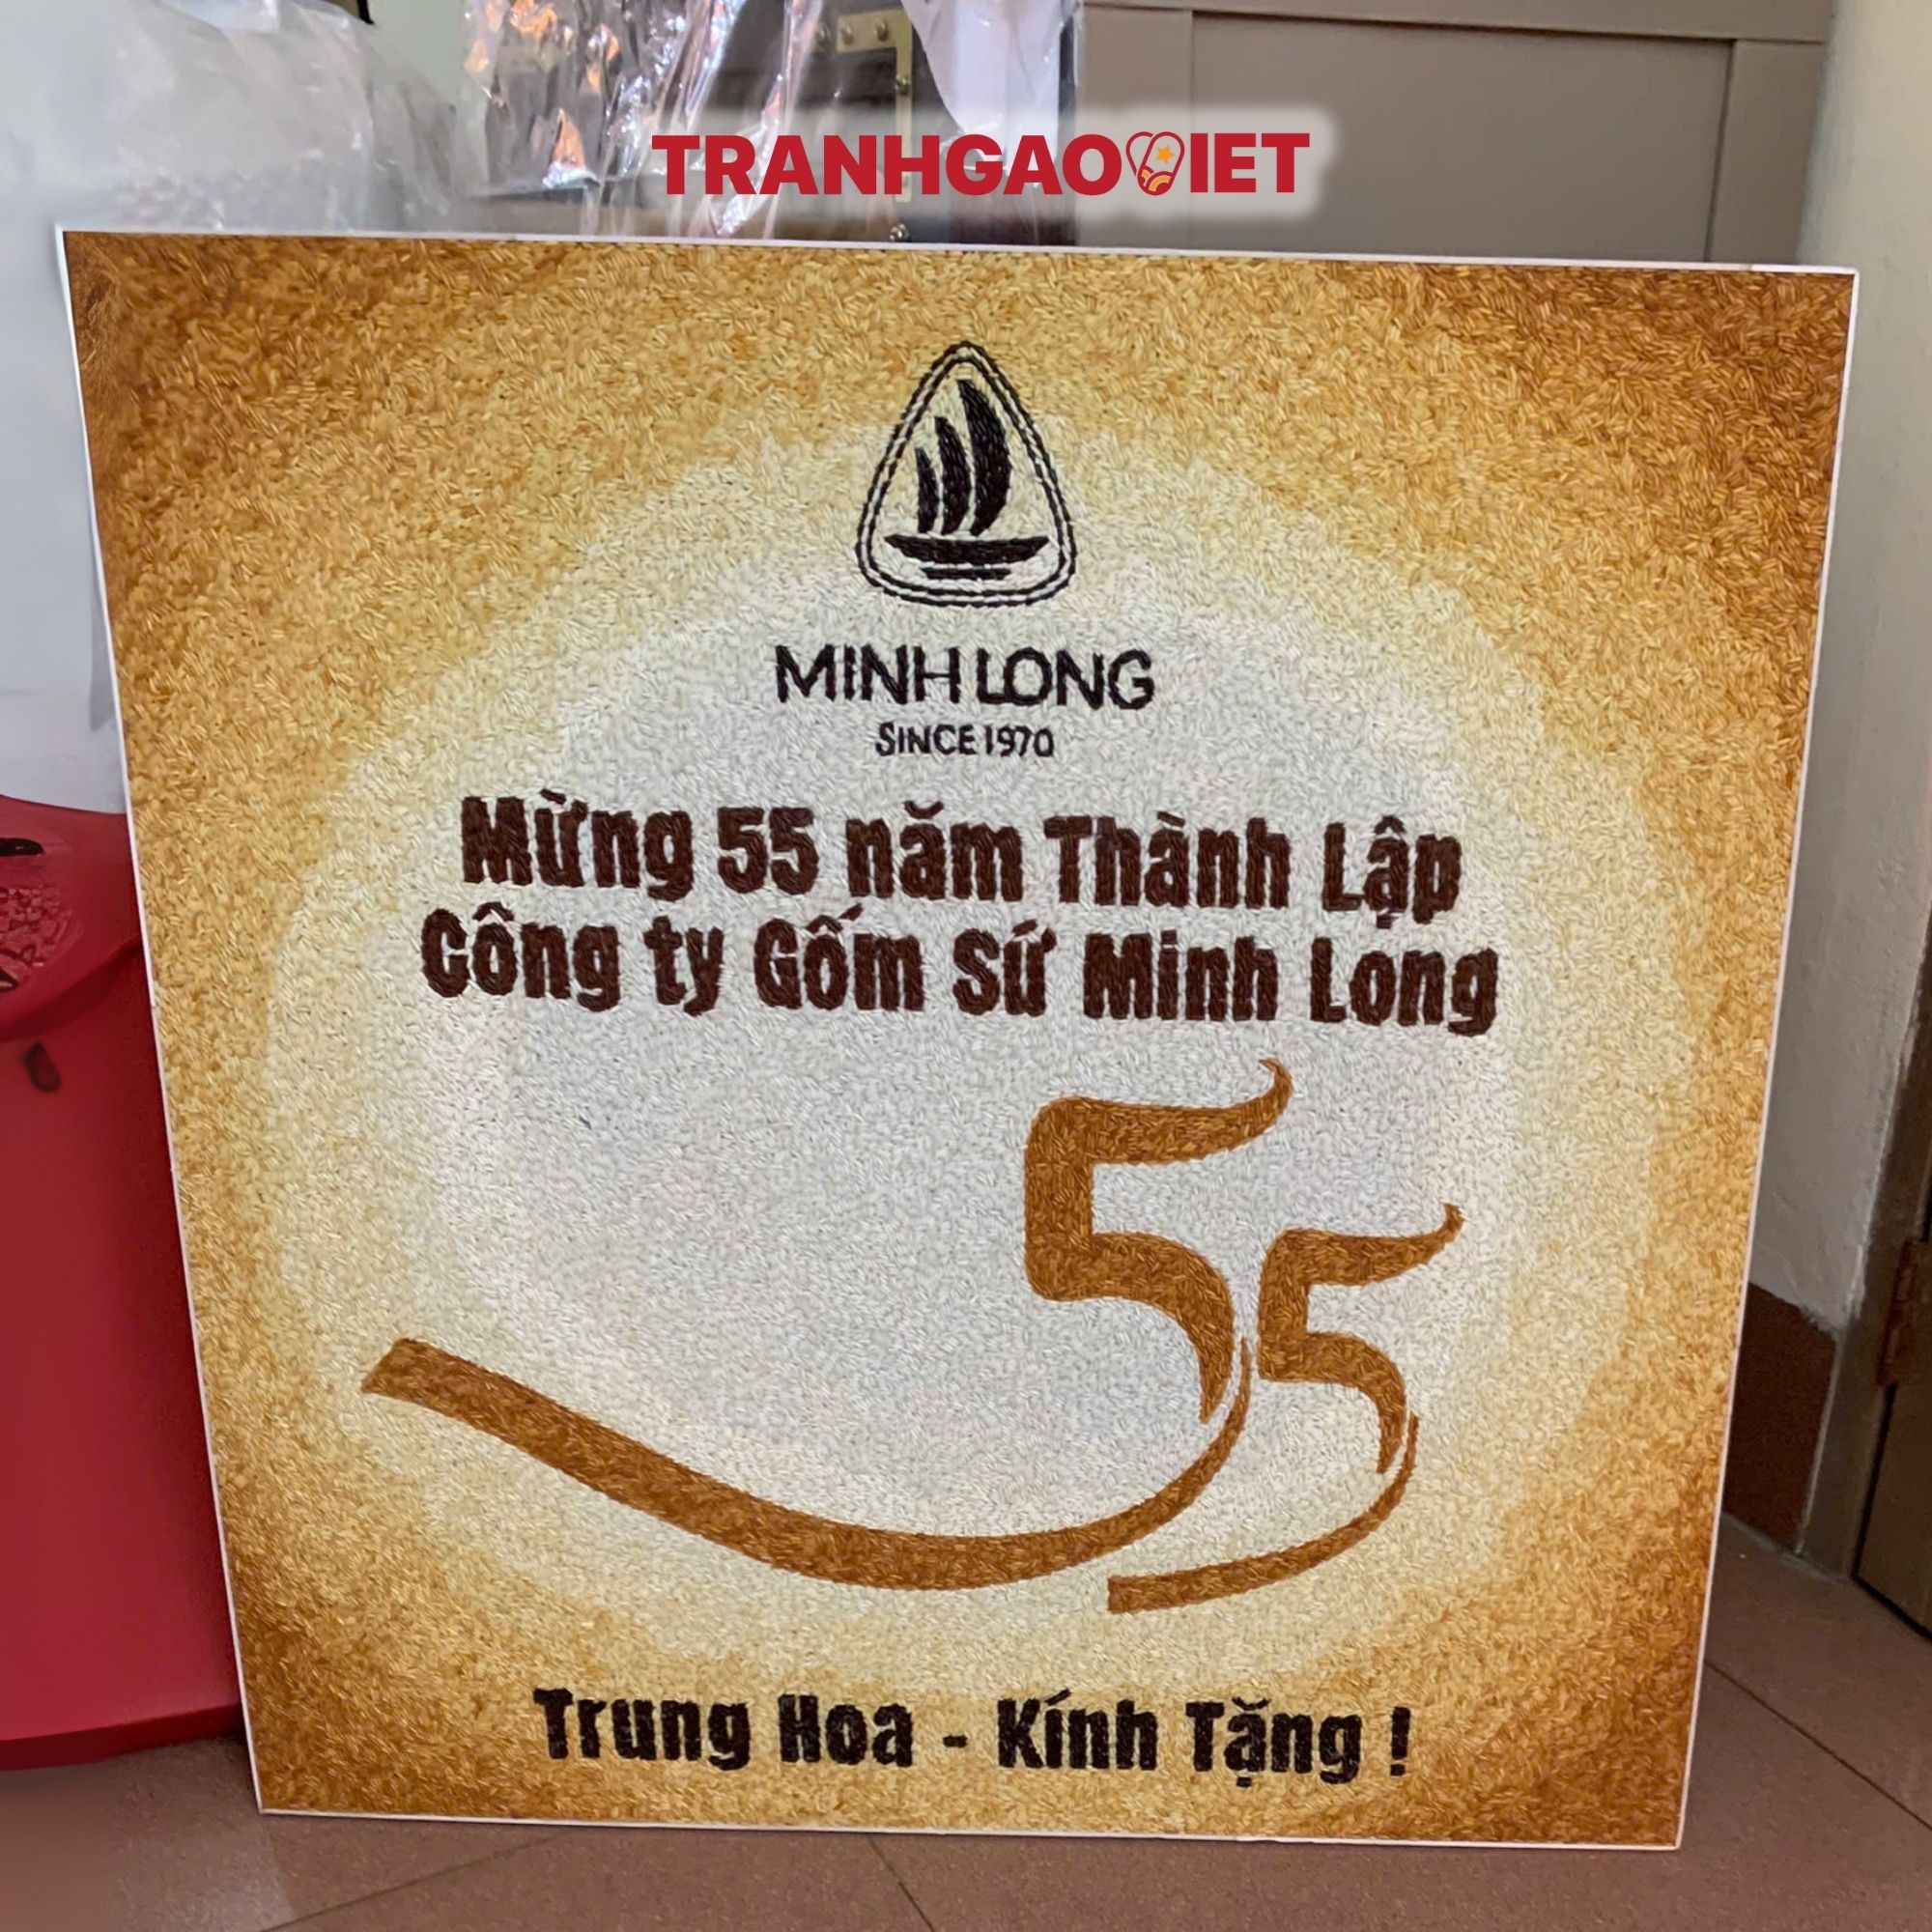 TRANHGAOVIET
MINH LONG
SINCE 1970
Mừng 55 năm Thành Lập
Công ty Gốm Sứ Minh Long
55
Trung Hoa - Kính Tặng !